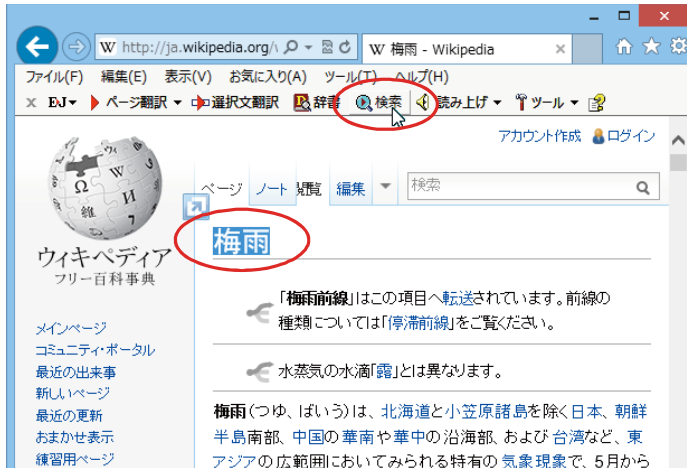 W http://ja.wikipedia.org/
W 梅雨 - Wikipedia
ファイル(F) 編集(E) 表示(V) お気に入り(A) ツール(T) ヘルプ(H)
EJ ページ翻訳 選択文翻訳 辞書 検索 読み上げ ツール
アカウント作成 ログイン
ページ ノート 閲覧 編集 検索
梅雨
ウィキペディア
フリー百科事典
「梅雨前線」はこの項目へ転送されています。前線の
種類については「停滞前線」をご覧ください。
水蒸気の水滴「露」とは異なります。
梅雨(つゆ、ばいう)は、北海道と小笠原諸島を除く日本、朝鮮
半島南部、中国の華南や華中の沿海部、および台湾など、東
アジアの広範囲においてみられる特有の気象現象で、5月から
メインページ
コミュニティ・ポータル
最近の出来事
新しいページ
最近の更新
おまかせ表示
練習用ページ